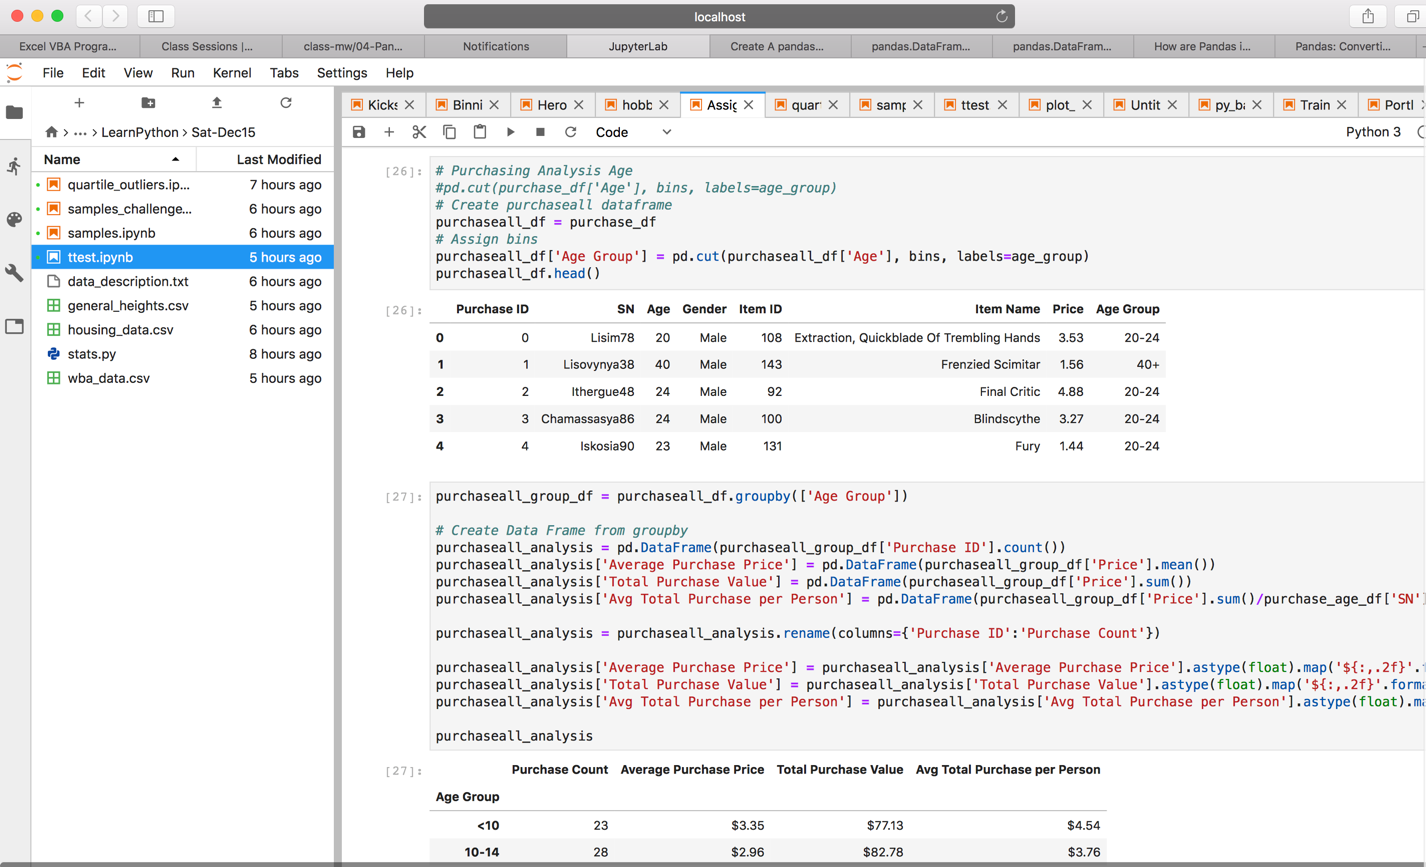 localhost
Excel VBA Progra...
Class Sessions |...
class-mw/04-Pan...
Notifications
JupyterLab
Create A pandas...
pandas.DataFram...
pandas.DataFram...
How are Pandas i...
Pandas: Converti...
File Edit View Run Kernel Tabs Settings Help
Kicks
Binni
Hero
hobb
Assig
quart
samp
ttest
plot_
Untit
py_ba
Train
Portl
> ... > LearnPython > Sat-Dec15
Code
Python 3
Name Last Modified
quartile_outliers.ip... 7 hours ago
samples_challenge... 6 hours ago
samples.ipynb 6 hours ago
ttest.ipynb 5 hours ago
data_description.txt 6 hours ago
general_heights.csv 5 hours ago
housing_data.csv 6 hours ago
stats.py 8 hours ago
wba_data.csv 5 hours ago
[26]:
# Purchasing Analysis Age
#pd.cut(purchase_df['Age'], bins, labels=age_group)
# Create purchaseall dataframe
purchaseall_df = purchase_df
# Assign bins
purchaseall_df['Age Group'] = pd.cut(purchaseall_df['Age'], bins, labels=age_group)
purchaseall_df.head()
[26]:
Purchase ID SN Age Gender Item ID Item Name Price Age Group
0 0 Lisim78 20 Male 108 Extraction, Quickblade Of Trembling Hands 3.53 20-24
1 1 Lisovynya38 40 Male 143 Frenzied Scimitar 1.56 40+
2 2 Ithergue48 24 Male 92 Final Critic 4.88 20-24
3 3 Chamassasya86 24 Male 100 Blindscythe 3.27 20-24
4 4 Iskosia90 23 Male 131 Fury 1.44 20-24
[27]:
purchaseall_group_df = purchaseall_df.groupby(['Age Group'])
# Create Data Frame from groupby
purchaseall_analysis = pd.DataFrame(purchaseall_group_df['Purchase ID'].count())
purchaseall_analysis['Average Purchase Price'] = pd.DataFrame(purchaseall_group_df['Price'].mean())
purchaseall_analysis['Total Purchase Value'] = pd.DataFrame(purchaseall_group_df['Price'].sum())
purchaseall_analysis['Avg Total Purchase per Person'] = pd.DataFrame(purchaseall_group_df['Price'].sum()/purchase_age_df['SN']
purchaseall_analysis = purchaseall_analysis.rename(columns={'Purchase ID':'Purchase Count'})
purchaseall_analysis['Average Purchase Price'] = purchaseall_analysis['Average Purchase Price'].astype(float).map('${:,.2f}'.f
purchaseall_analysis['Total Purchase Value'] = purchaseall_analysis['Total Purchase Value'].astype(float).map('${:,.2f}'.forma
purchaseall_analysis['Avg Total Purchase per Person'] = purchaseall_analysis['Avg Total Purchase per Person'].astype(float).ma
purchaseall_analysis
[27]:
Purchase Count Average Purchase Price Total Purchase Value Avg Total Purchase per Person
Age Group
<10 23 $3.35 $77.13 $4.54
10-14 28 $2.96 $82.78 $3.76